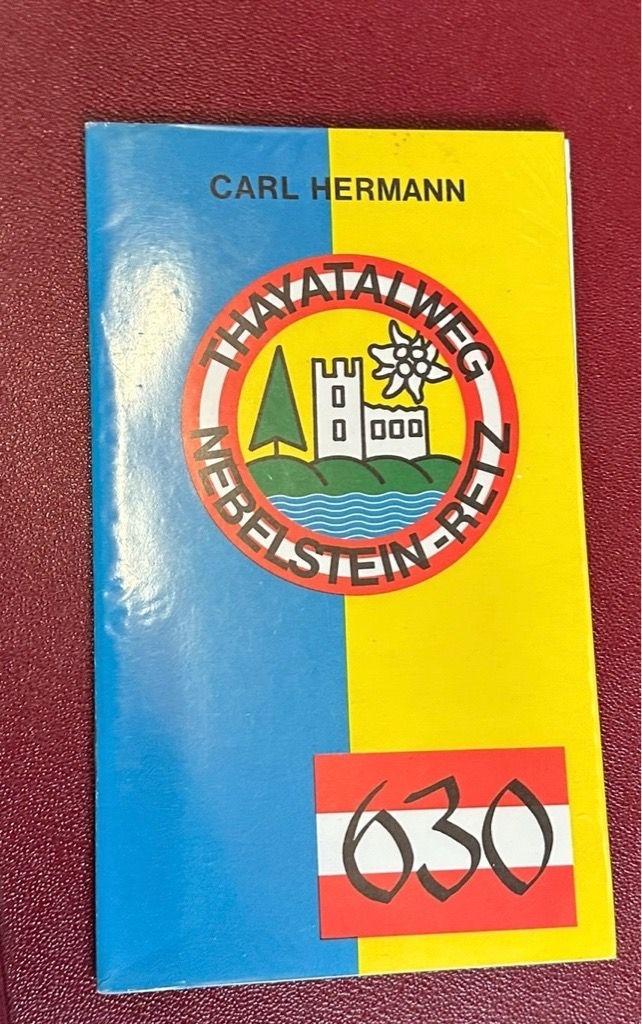 CARL HERMANN
THAYATALWEG
NEBELSTEIN-RETZ
630